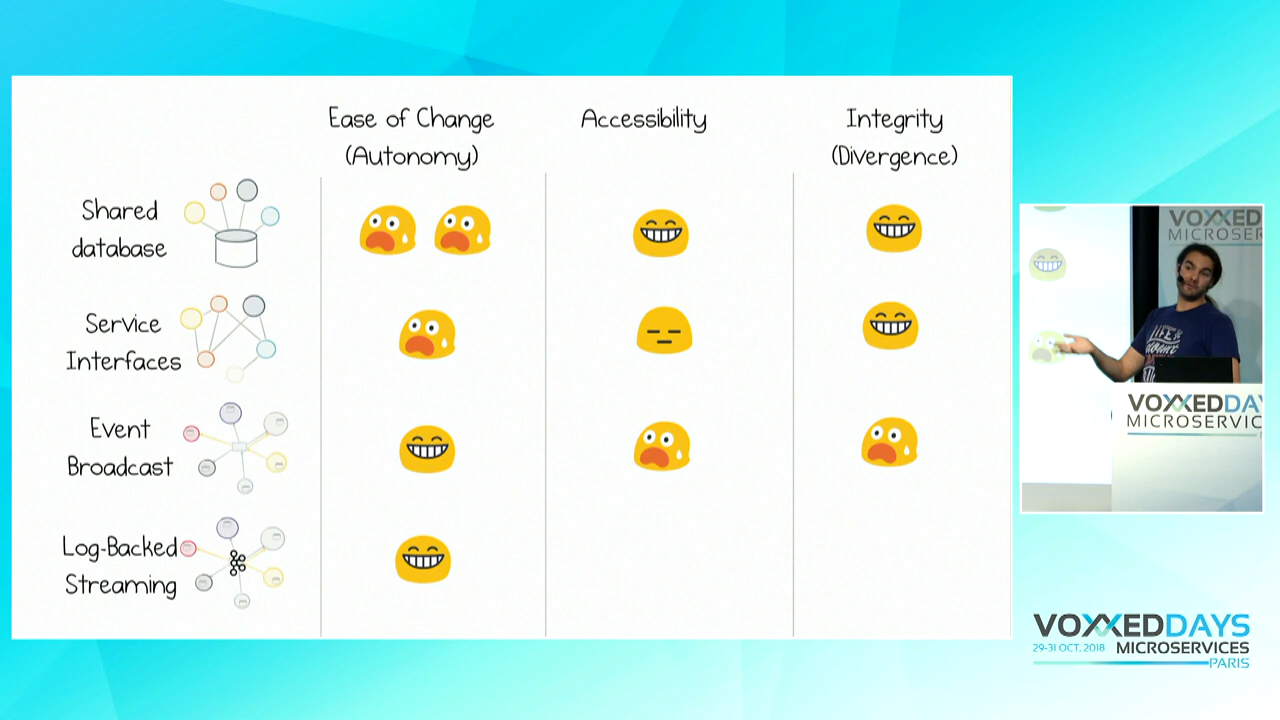 Ease of Change
(Autonomy)
Accessibility
Integrity
(Divergence)
Shared
database
Service
Interfaces
Event
Broadcast
Log-Backed
Streaming
VOXXED
MICROSER
LIFE
VOXXEDDAY
MICROSERVIC
VOXXEDDAYS
29-31 OCT, 2018 MICROSERVICES
PARIS